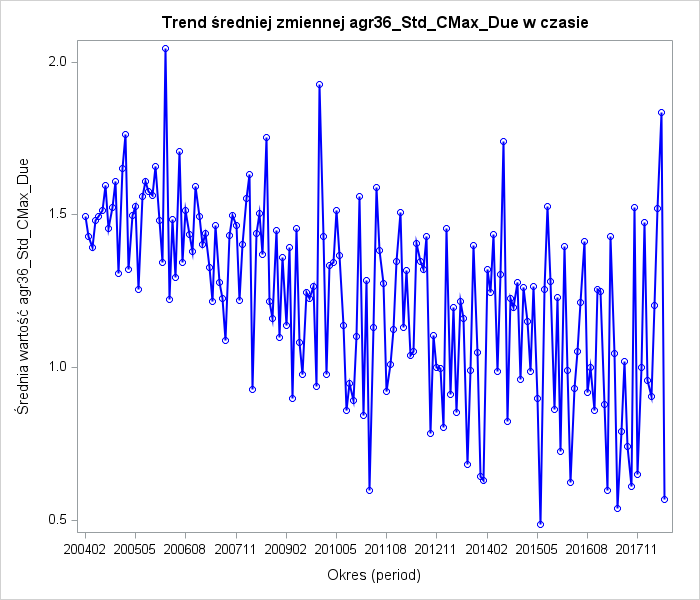 Trend średniej zmiennej agr36_Std_CMax_Due w czasie
Średnia wartość agr36_Std_CMax_Due
2.0
1.5
1.0
0.5
200402 200505 200608 200711 200902 201005 201108 201211 201402 201505 201608 201711
Okres (period)